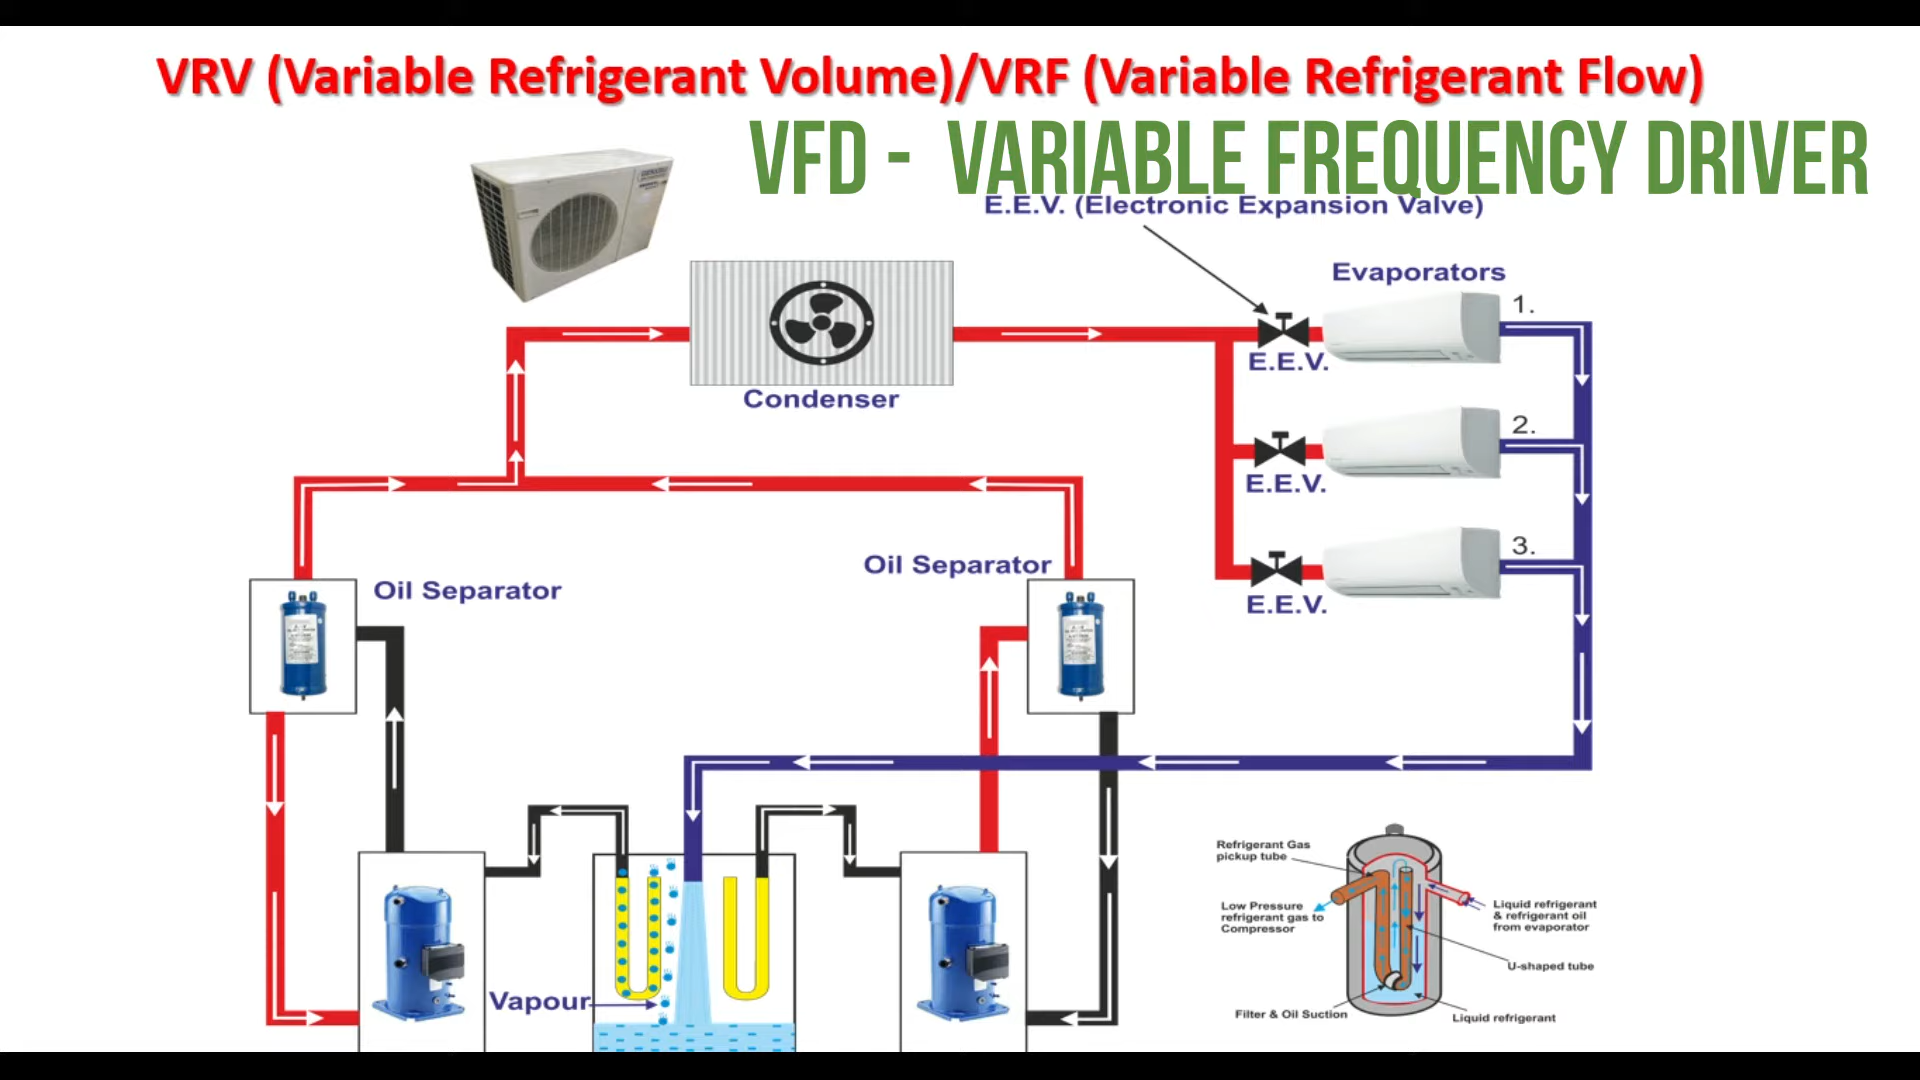 VRV (Variable Refrigerant Volume)/VRF (Variable Refrigerant Flow)
VFD - VARIABLE FREQUENCY DRIVER
E.E.V. (Electronic Expansion Valve)
Evaporators
1.
E.E.V.
Condenser
2.
E.E.V.
3.
E.E.V.
Oil Separator
Oil Separator
Refrigerant Gas
pickup tube
Low Pressure
refrigerant gas to
Compressor
Liquid refrigerant
& refrigerant oil
from evaporator
U-shaped tube
Vapour
Filter & Oil Suction
Liquid refrigerant